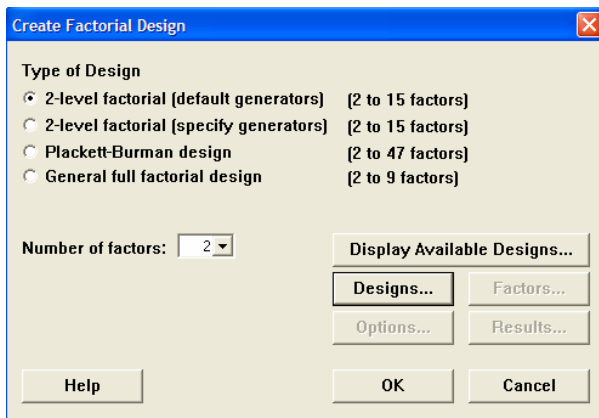 Create Factorial Design
Type of Design
2-level factorial (default generators) (2 to 15 factors)
2-level factorial (specify generators) (2 to 15 factors)
Plackett-Burman design (2 to 47 factors)
General full factorial design (2 to 9 factors)
Number of factors: 2 Display Available Designs...
Designs... Factors...
Options... Results...
Help OK Cancel